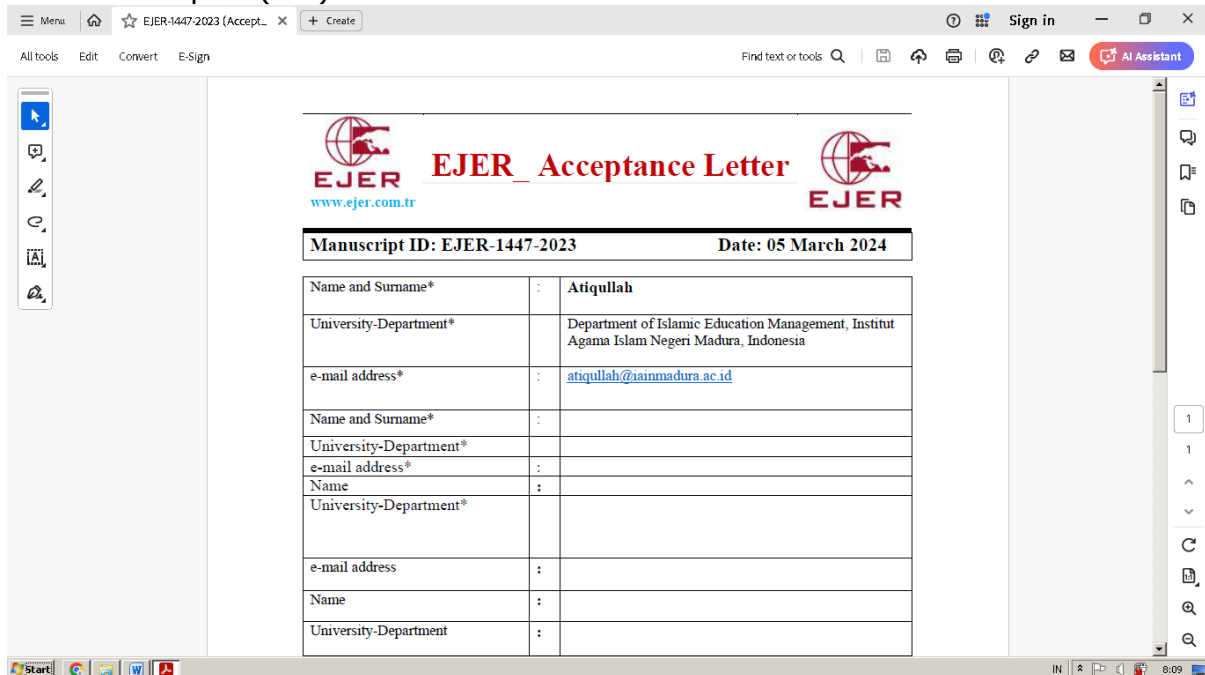 Menu
EJER-1447-2023 (Accept_
+ Create
Sign in
All tools Edit Convert E-Sign
Find text or tools
AI Assistant
EJER
www.ejer.com.tr
EJER_ Acceptance Letter
EJER
Manuscript ID: EJER-1447-2023 Date: 05 March 2024
Name and Surname* : Atiqullah
University-Department* Department of Islamic Education Management, Institut
Agama Islam Negeri Madura, Indonesia
e-mail address* : atiqullah@iainmadura.ac.id
Name and Surname* :
University-Department*
e-mail address* :
Name :
University-Department*
e-mail address :
Name :
University-Department :
1
1
Start
IN
8:09